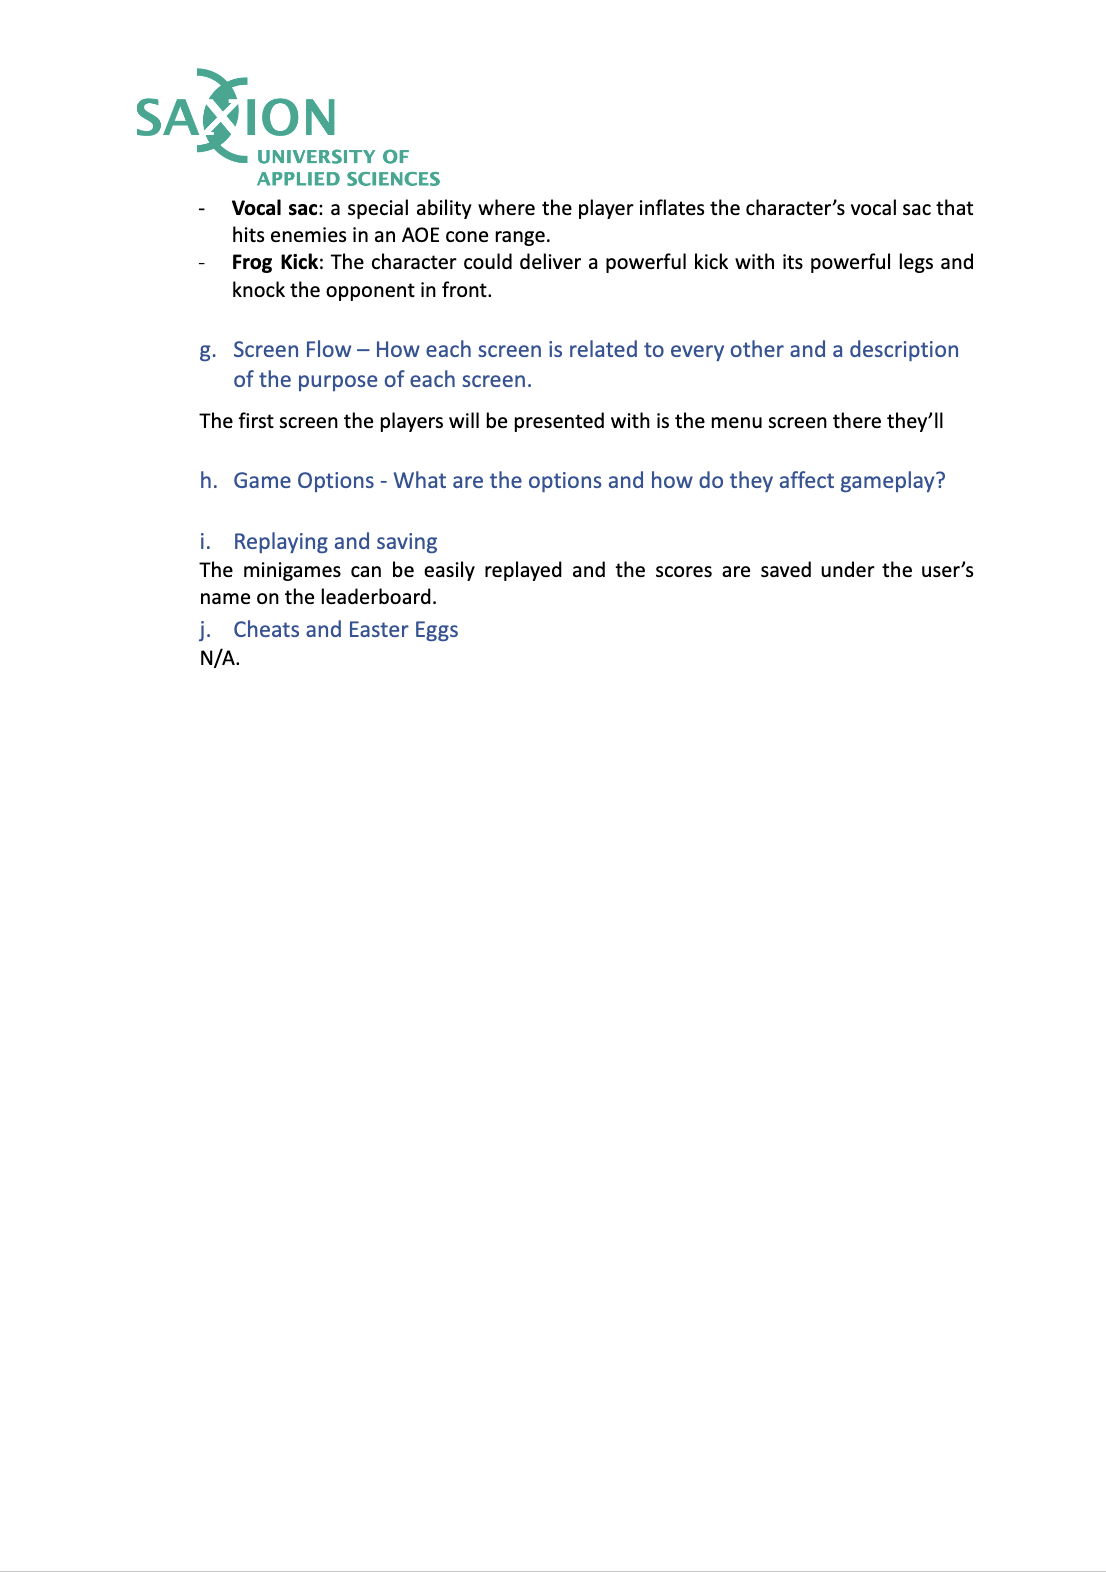 SAXION
UNIVERSITY OF
APPLIED SCIENCES
- Vocal sac: a special ability where the player inflates the character’s vocal sac that
hits enemies in an AOE cone range.
- Frog Kick: The character could deliver a powerful kick with its powerful legs and
knock the opponent in front.
g. Screen Flow – How each screen is related to every other and a description
of the purpose of each screen.
The first screen the players will be presented with is the menu screen there they’ll
h. Game Options - What are the options and how do they affect gameplay?
i. Replaying and saving
The minigames can be easily replayed and the scores are saved under the user’s
name on the leaderboard.
j. Cheats and Easter Eggs
N/A.